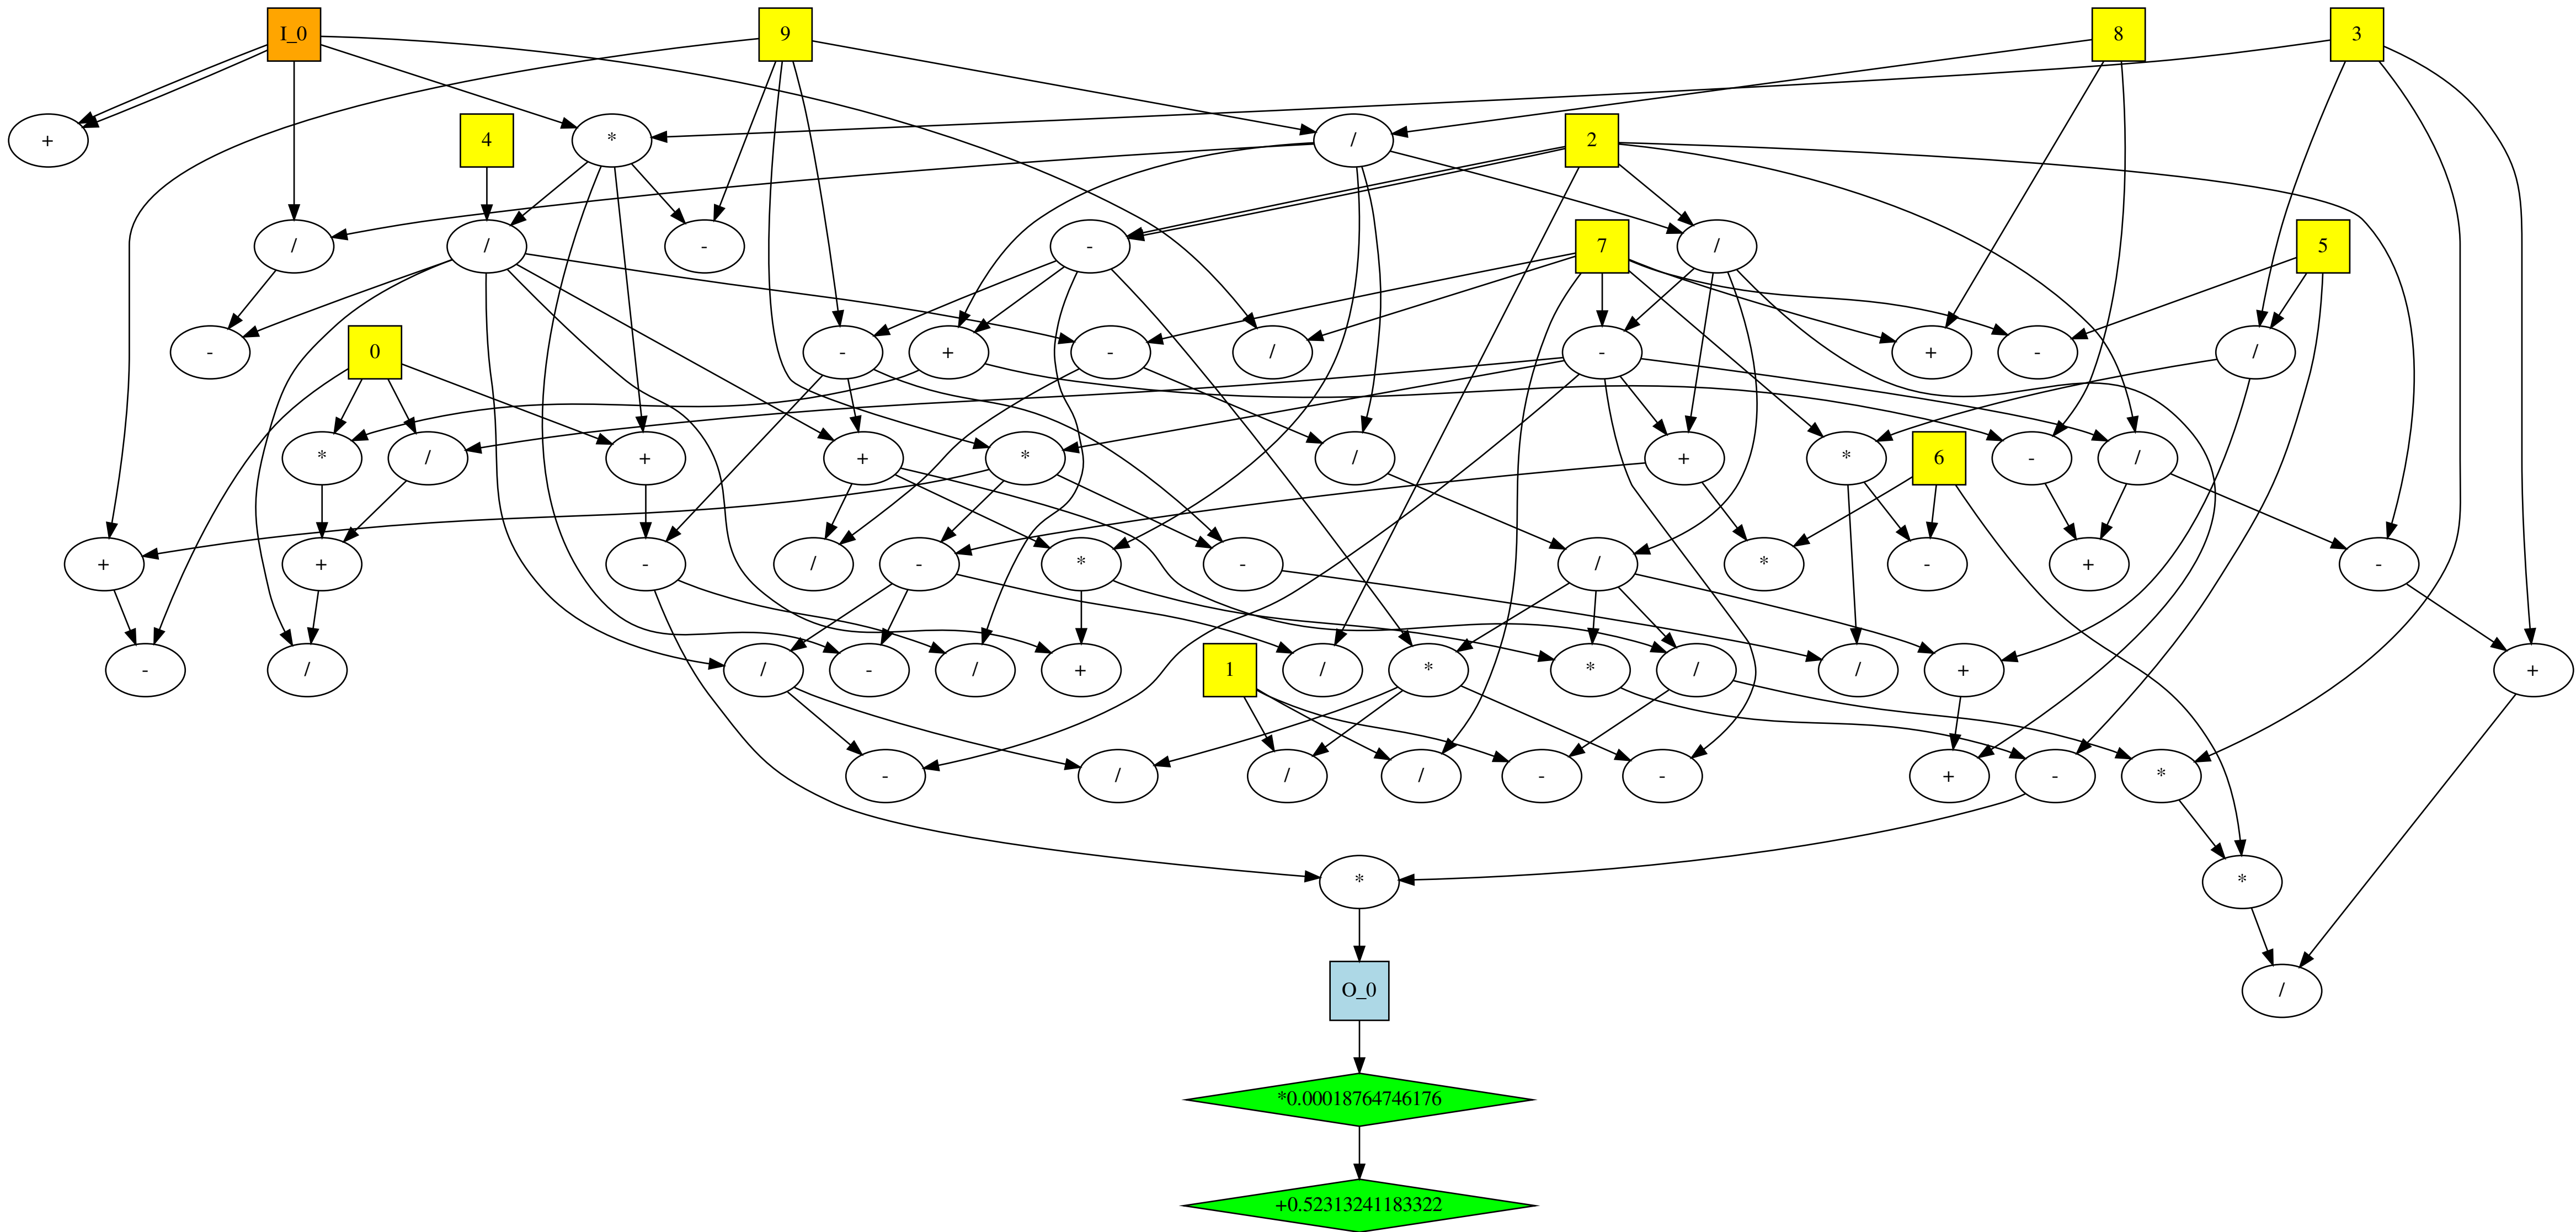 I_0 9 8 3
+ 4 * / 2
/ / - - 7 / 5
- 0 - + - / - + - /
* / + + * / + * 6 - /
+ + - / - * - / * - + -
- / / - / + 1 / * * / / + +
- / / / - - + - *
* *
O_0 /
*0.00018764746176
+0.52313241183322